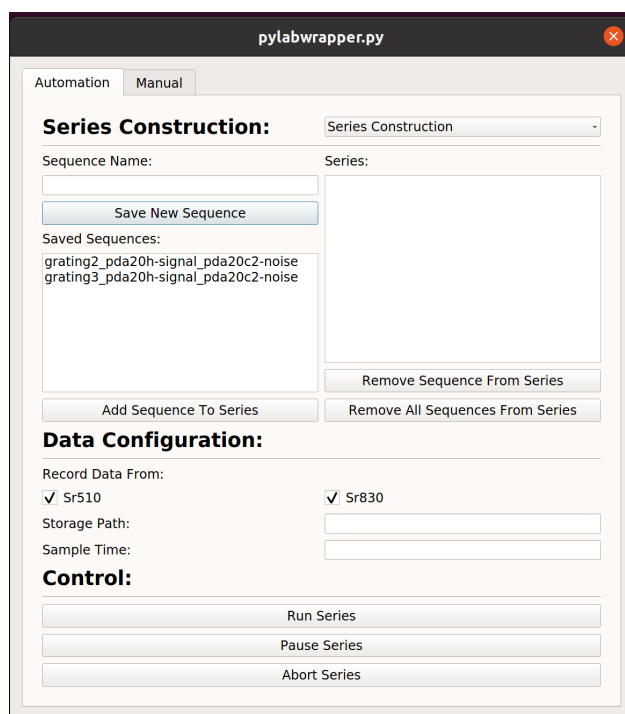 pylabwrapper.py
Automation
Manual
Series Construction:
Series Construction
Sequence Name:
Series:
Save New Sequence
Saved Sequences:
grating2_pda20h-signal_pda20c2-noise
grating3_pda20h-signal_pda20c2-noise
Remove Sequence From Series
Add Sequence To Series
Remove All Sequences From Series
Data Configuration:
Record Data From:
Sr510
Sr830
Storage Path:
Sample Time:
Control:
Run Series
Pause Series
Abort Series